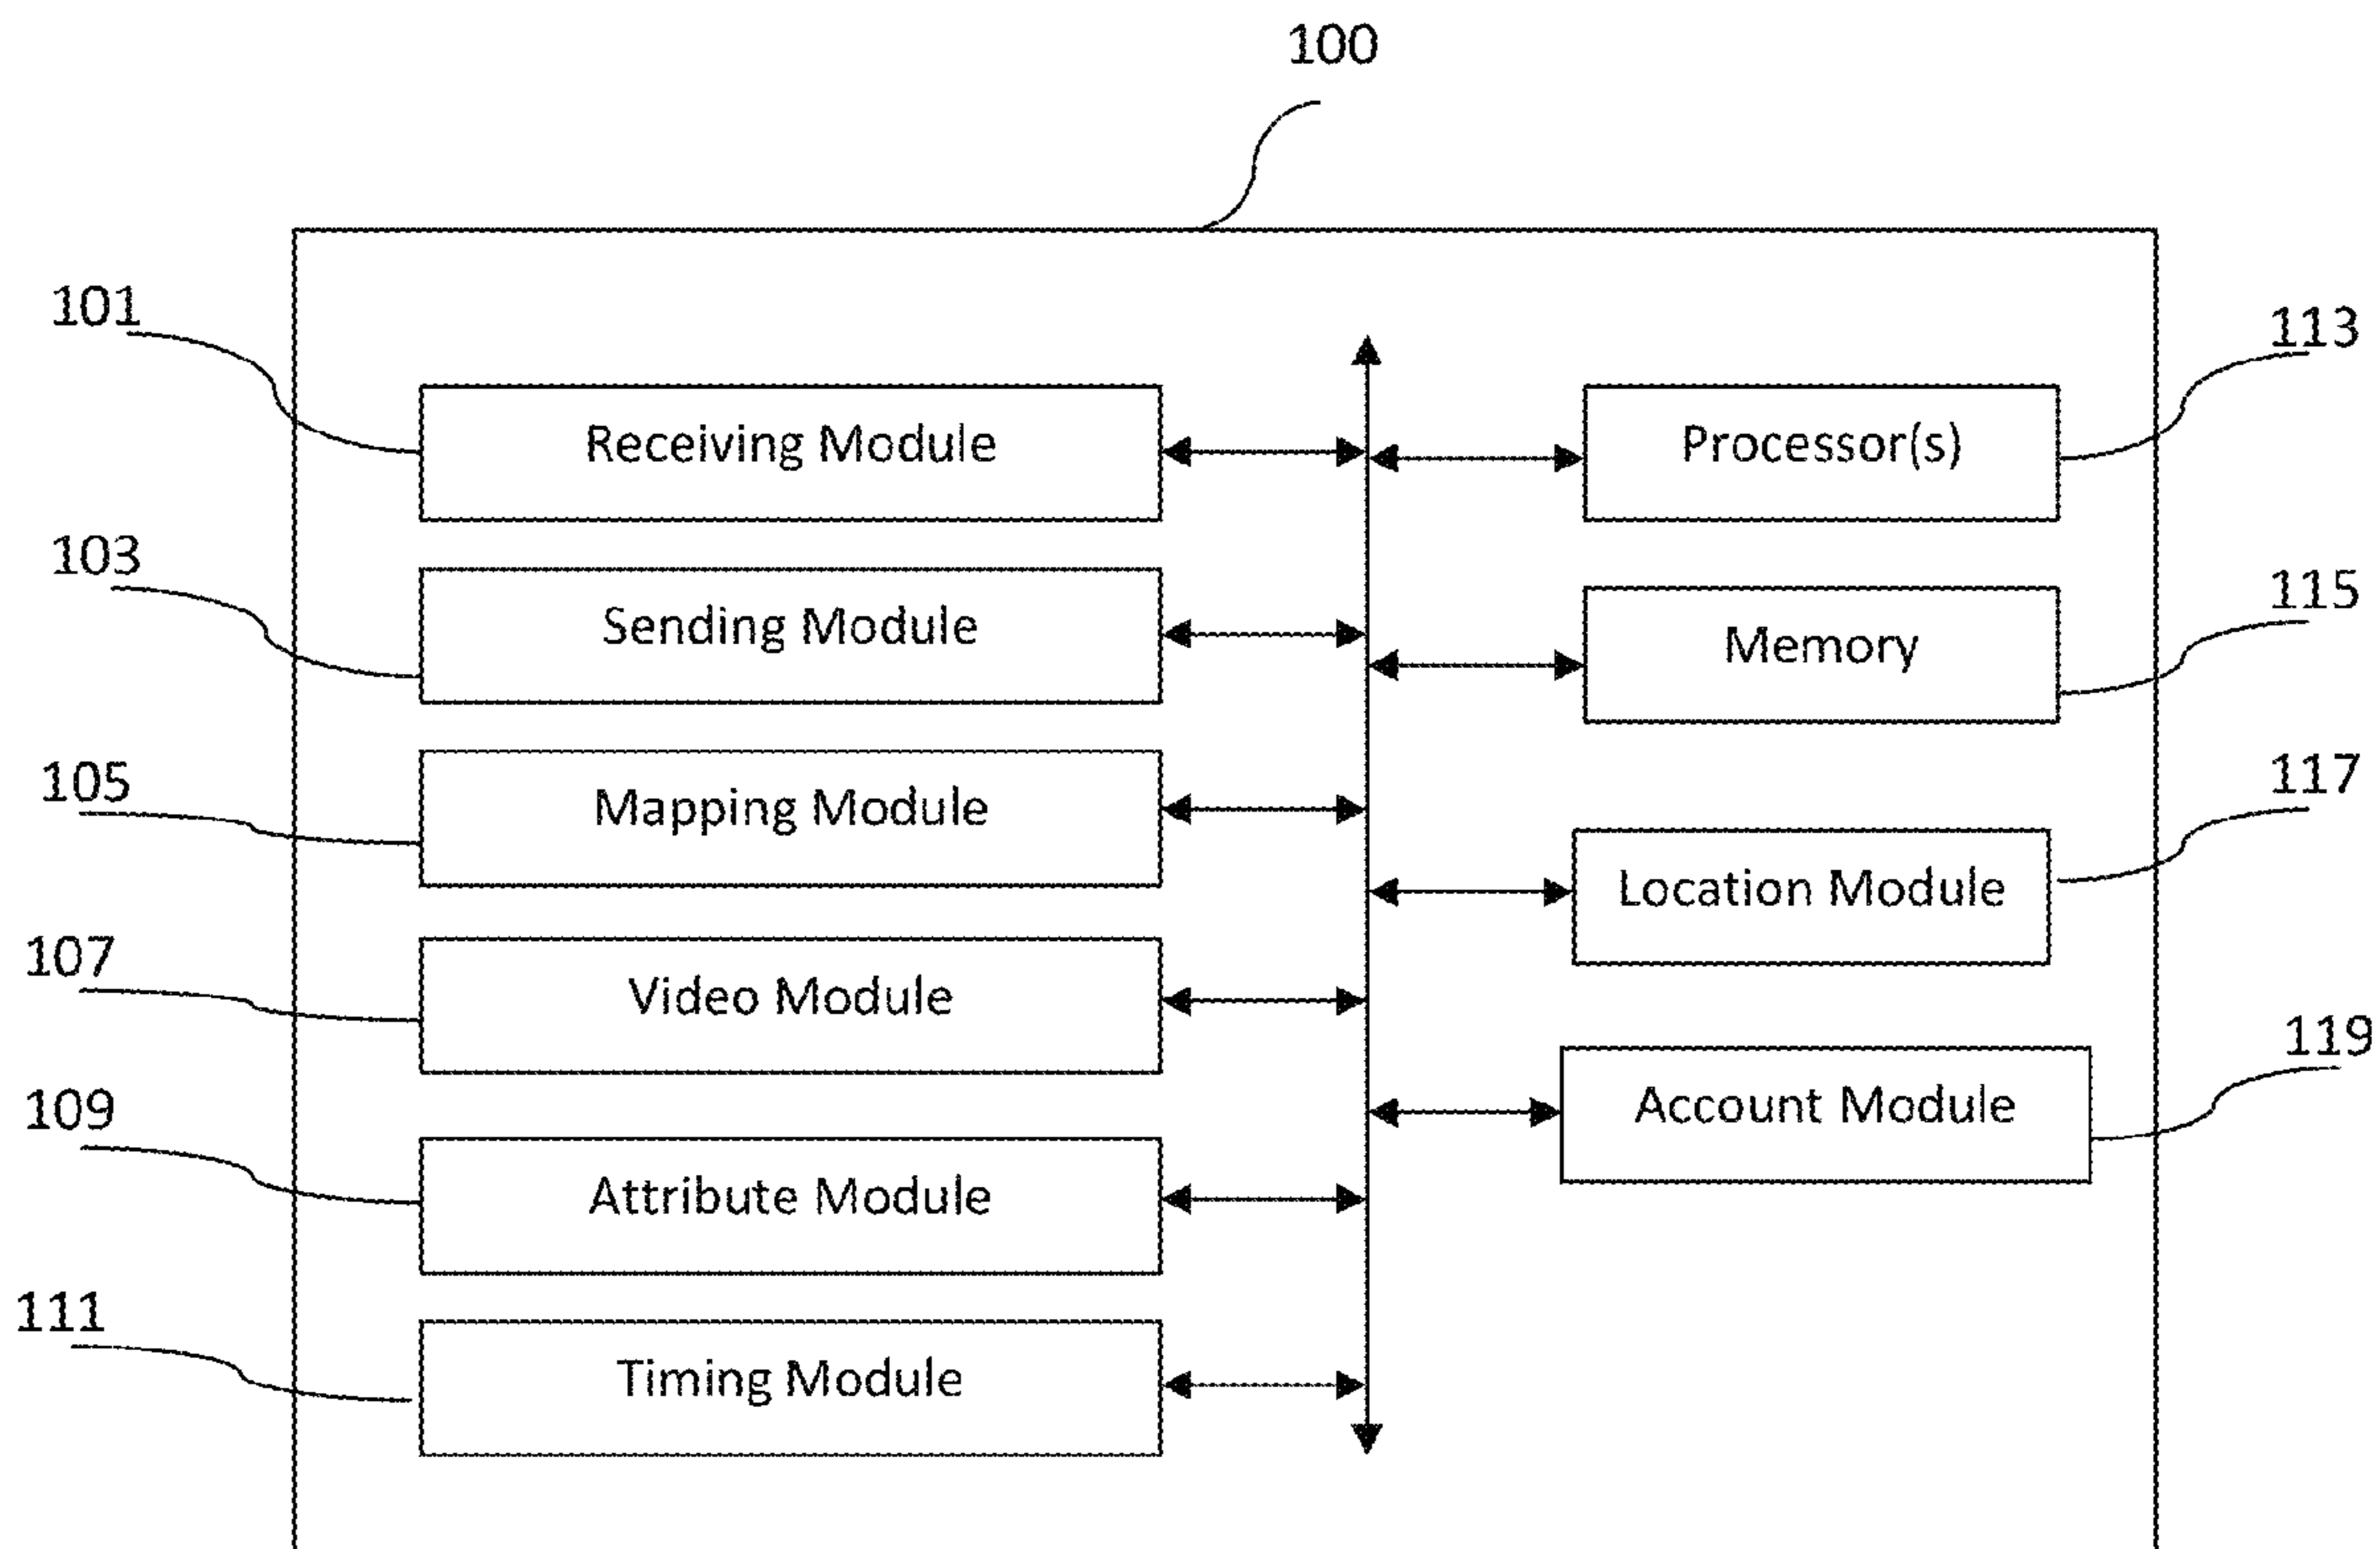 100
101
Receiving Module
Processor(s)
113
103
Sending Module
Memory
115
105
Mapping Module
Location Module
117
107
Video Module
Account Module
119
109
Attribute Module
111
Timing Module